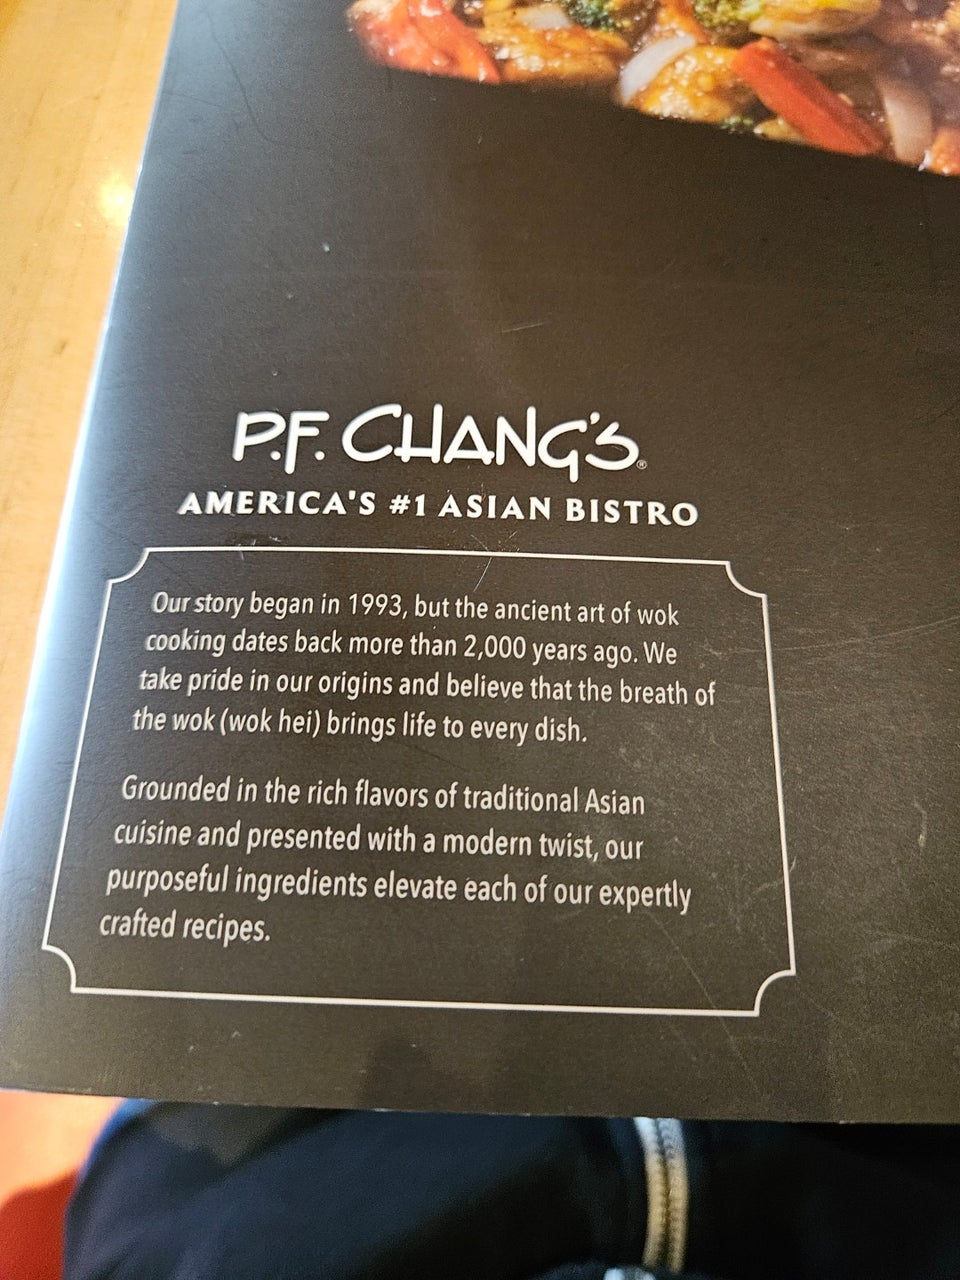 P.F. CHANG'S®
AMERICA'S #1 ASIAN BISTRO
Our story began in 1993, but the ancient art of wok
cooking dates back more than 2,000 years ago. We
take pride in our origins and believe that the breath of
the wok (wok hei) brings life to every dish.
Grounded in the rich flavors of traditional Asian
cuisine and presented with a modern twist, our
purposeful ingredients elevate each of our expertly
crafted recipes.